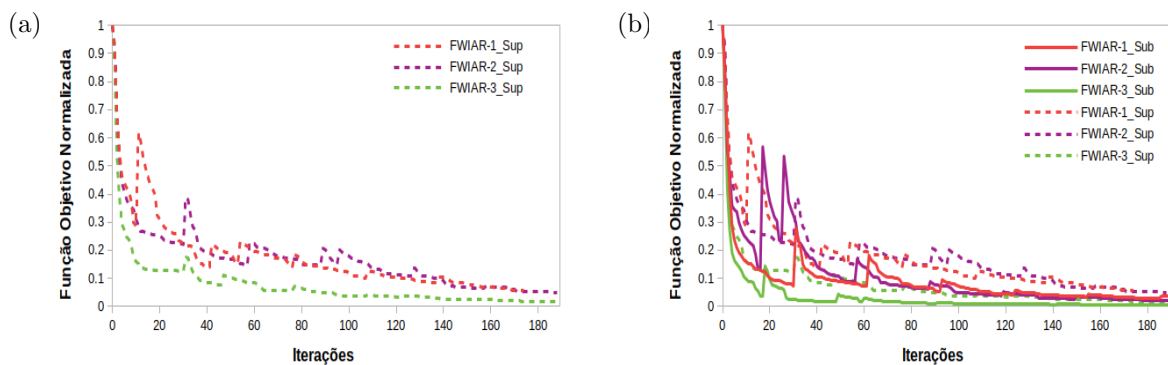 (a)
Função Objetivo Normalizada
1
0.9
0.8
0.7
0.6
0.5
0.4
0.3
0.2
0.1
0
0 20 40 60 80 100 120 140 160 180
Iterações
FWIAR-1_Sup
FWIAR-2_Sup
FWIAR-3_Sup
(b)
Função Objetivo Normalizada
1
0.9
0.8
0.7
0.6
0.5
0.4
0.3
0.2
0.1
0
0 20 40 60 80 100 120 140 160 180
Iterações
FWIAR-1_Sub
FWIAR-2_Sub
FWIAR-3_Sub
FWIAR-1_Sup
FWIAR-2_Sup
FWIAR-3_Sup